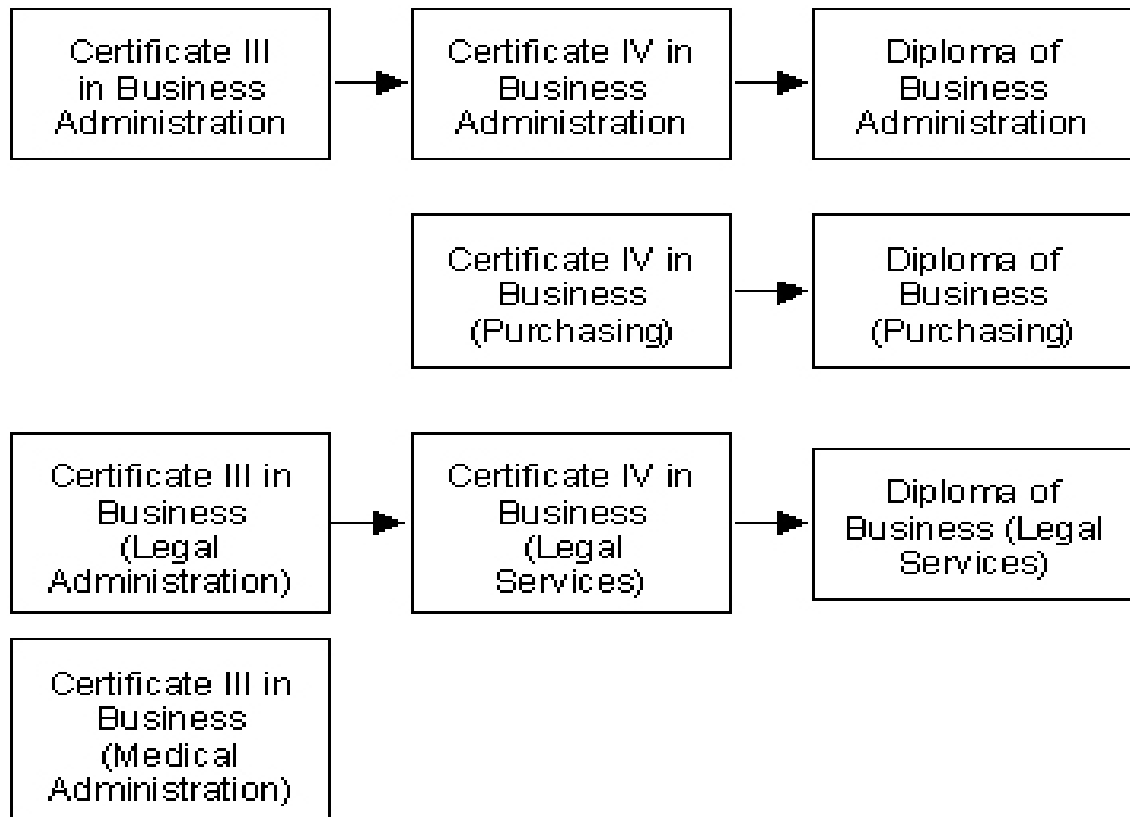 Certificate III
in Business
Administration
Certificate IV in
Business
Administration
Diploma of
Business
Administration
Certificate IV in
Business
(Purchasing)
Diploma of
Business
(Purchasing)
Certificate III in
Business
(Legal
Administration)
Certificate IV in
Business
(Legal
Services)
Diploma of
Business (Legal
Services)
Certificate III in
Business
(Medical
Administration)